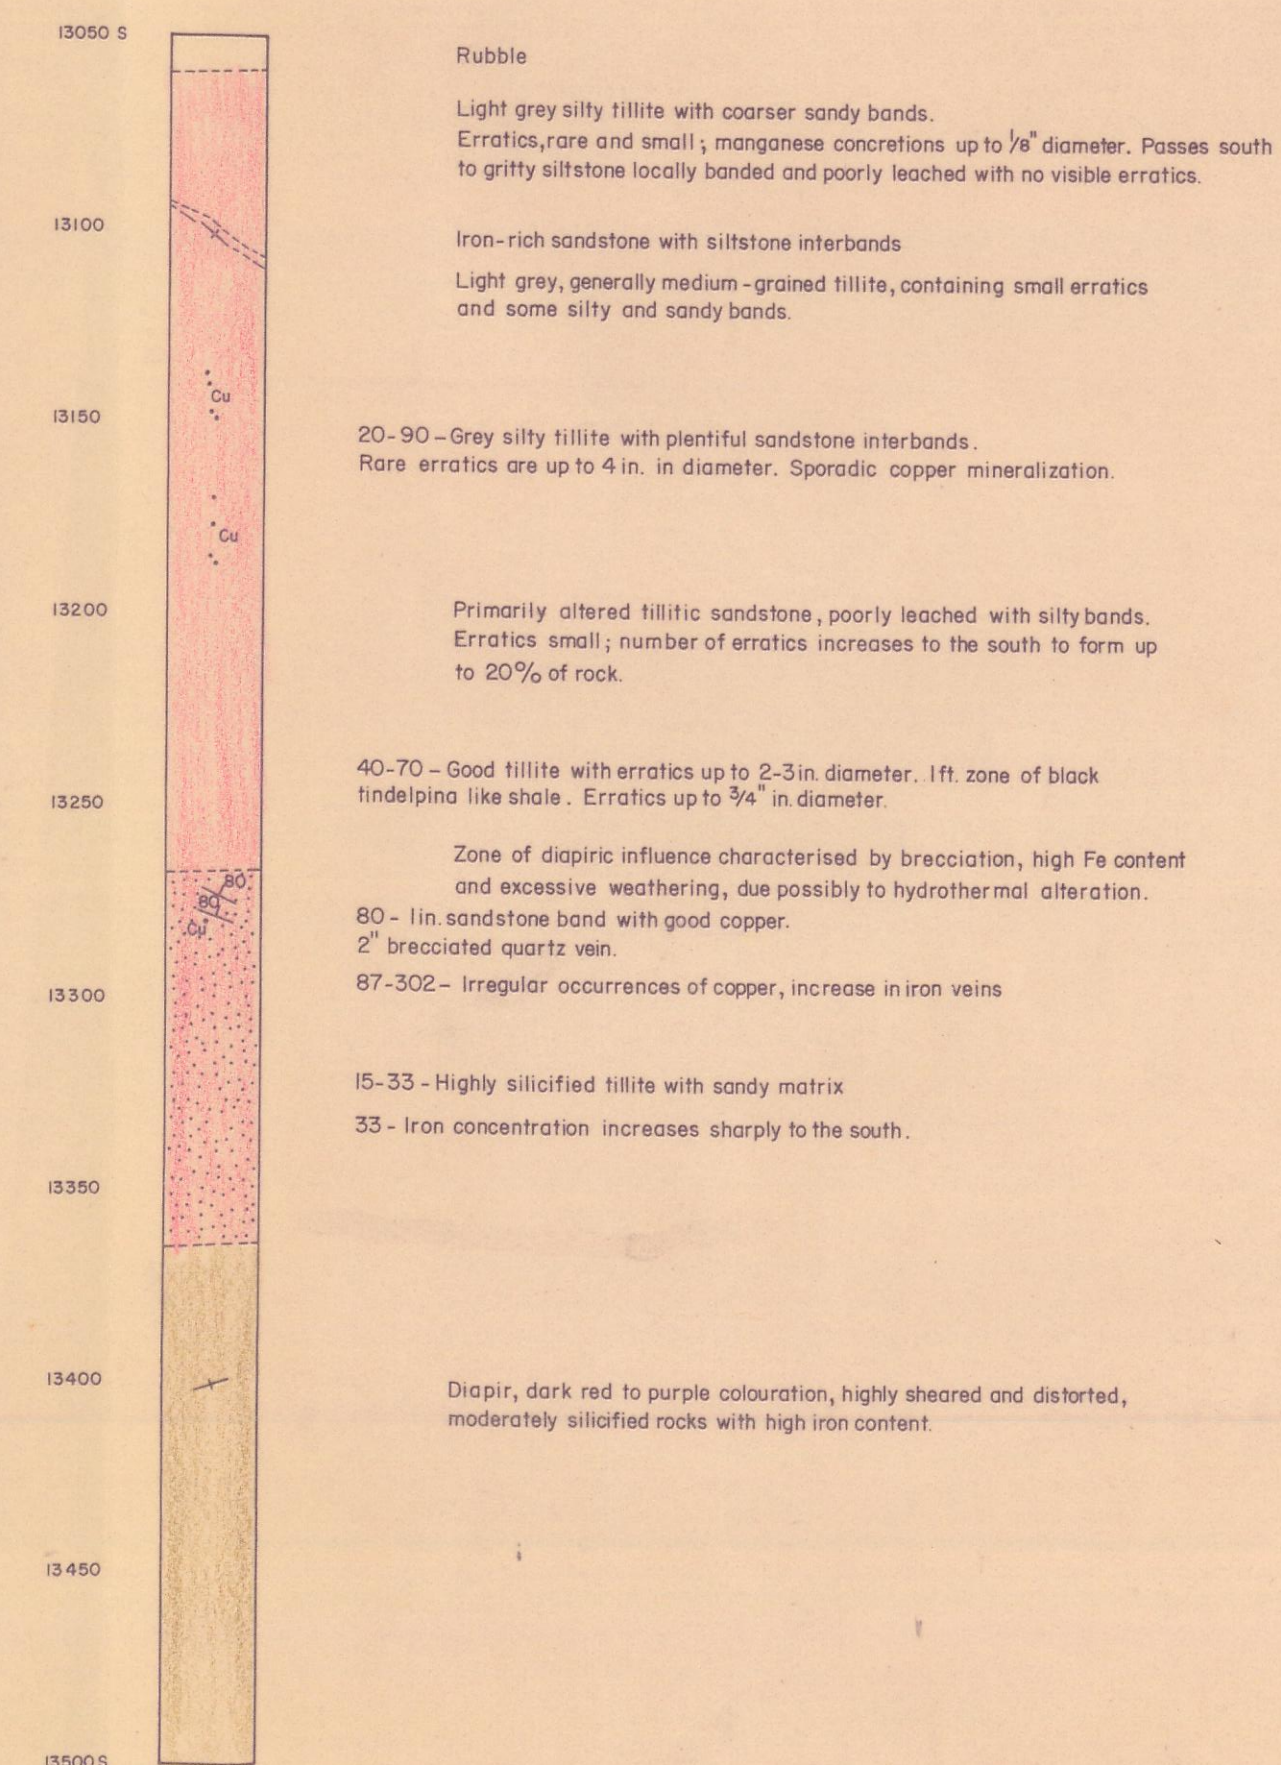 13050 S
Rubble
Light grey silty tillite with coarser sandy bands.
Erratics, rare and small; manganese concretions up to 1/8" diameter. Passes south
to gritty siltstone locally banded and poorly leached with no visible erratics.
13100
Iron-rich sandstone with siltstone interbands
Light grey, generally medium-grained tillite, containing small erratics
and some silty and sandy bands.
Cu
13150
20-90 - Grey silty tillite with plentiful sandstone interbands.
Rare erratics are up to 4 in. in diameter. Sporadic copper mineralization.
Cu
13200
Primarily altered tillitic sandstone, poorly leached with silty bands.
Erratics small; number of erratics increases to the south to form up
to 20% of rock.
40-70 - Good tillite with erratics up to 2-3 in. diameter. 1ft. zone of black
tindelpina like shale. Erratics up to 3/4" in. diameter.
13250
Zone of diapiric influence characterised by brecciation, high Fe content
and excessive weathering, due possibly to hydrothermal alteration.
80
80
Cu
80 - 1in. sandstone band with good copper.
2" brecciated quartz vein.
87-302 - Irregular occurrences of copper, increase in iron veins
13300
15-33 - Highly silicified tillite with sandy matrix
33 - Iron concentration increases sharply to the south.
13350
13400
Diapir, dark red to purple colouration, highly sheared and distorted,
moderately silicified rocks with high iron content.
13450
13500 S